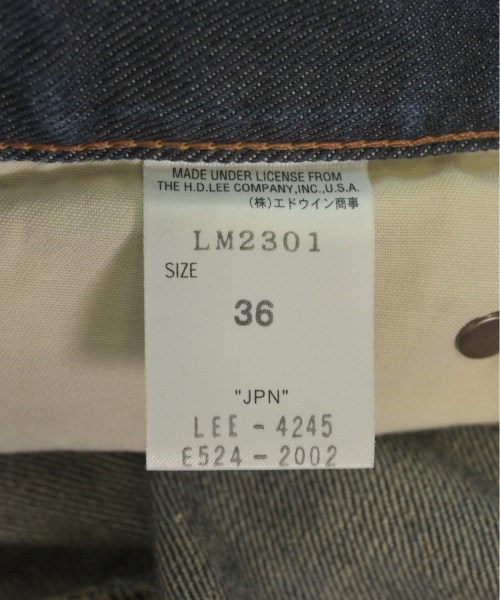 MADE UNDER LICENSE FROM
THE H.D.LEE COMPANY,INC.,U.S.A.
(株)エドウイン商事
LM2301
SIZE
36
"JPN"
LEE-4245
E524-2002